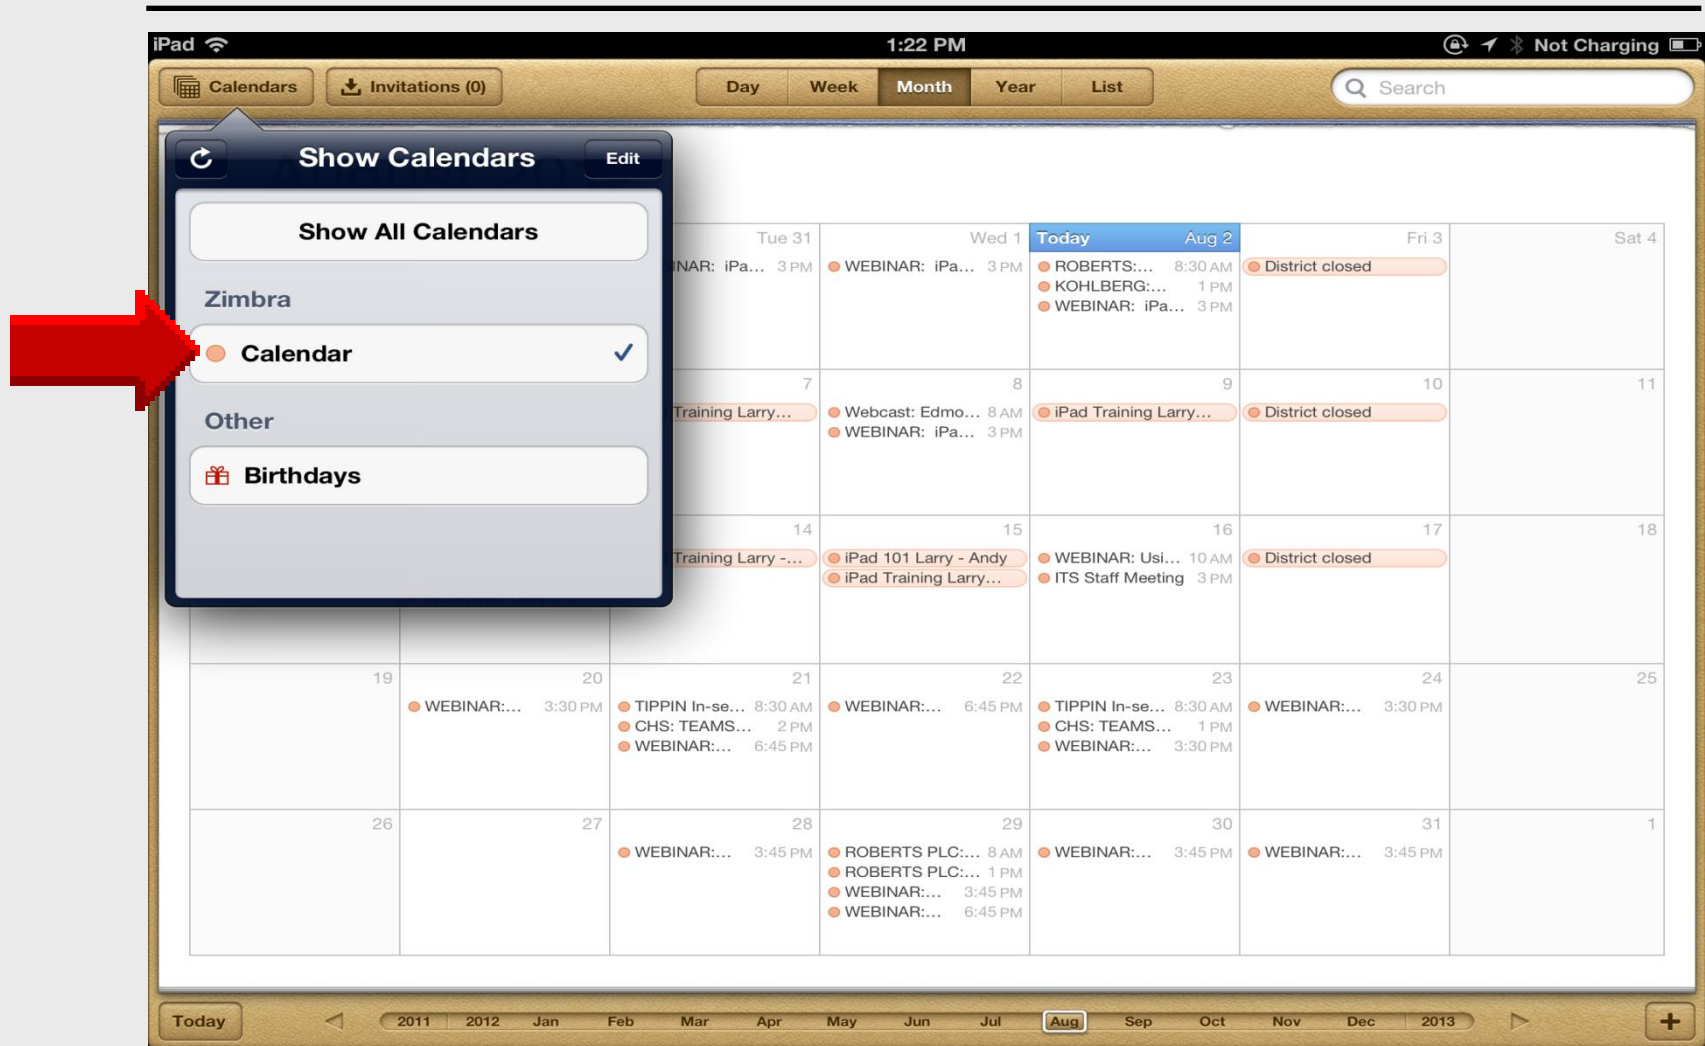 iPad 1:22 PM Not Charging
Calendars Invitations (0) Day Week Month Year List Search
Show Calendars Edit
Show All Calendars
Zimbra
Calendar
Other
Birthdays
Tue 31 Wed 1 Today Aug 2 Fri 3 Sat 4
INAR: iPa... 3 PM WEBINAR: iPa... 3 PM ROBERTS:... 8:30 AM District closed
KOHLBERG:... 1 PM
WEBINAR: iPa... 3 PM
7 8 9 10 11
Training Larry... Webcast: Edmo... 8 AM iPad Training Larry... District closed
WEBINAR: iPa... 3 PM
14 15 16 17 18
Training Larry -... iPad 101 Larry - Andy WEBINAR: Usi... 10 AM District closed
iPad Training Larry... ITS Staff Meeting 3 PM
19 20 21 22 23 24 25
WEBINAR:... 3:30 PM TIPPIN In-se... 8:30 AM WEBINAR:... 6:45 PM TIPPIN In-se... 8:30 AM WEBINAR:... 3:30 PM
CHS: TEAMS... 2 PM CHS: TEAMS... 1 PM
WEBINAR:... 6:45 PM WEBINAR:... 3:30 PM
26 27 28 29 30 31 1
WEBINAR:... 3:45 PM ROBERTS PLC:... 8 AM WEBINAR:... 3:45 PM WEBINAR:... 3:45 PM
ROBERTS PLC:... 1 PM
WEBINAR:... 3:45 PM
WEBINAR:... 6:45 PM
Today 2011 2012 Jan Feb Mar Apr May Jun Jul Aug Sep Oct Nov Dec 2013 +